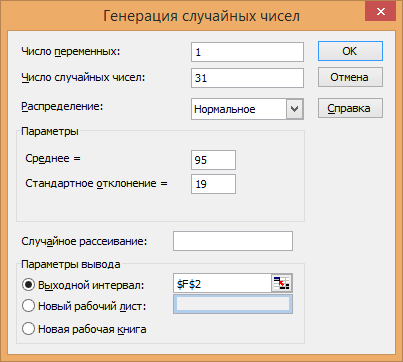 Генерация случайных чисел
Число переменных: 1 OK
Число случайных чисел: 31 Отмена
Распределение: Нормальное Справка
Параметры
Среднее = 95
Стандартное отклонение = 19
Случайное рассеивание:
Параметры вывода
Выходной интервал: $F$2
Новый рабочий лист:
Новая рабочая книга